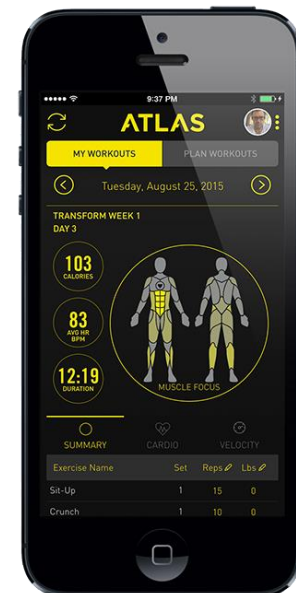 9:37 PM
ATLAS
MY WORKOUTS
PLAN WORKOUTS
Tuesday, August 25, 2015
TRANSFORM WEEK 1
DAY 3
103
CALORIES
83
AVG HR
BPM
12:19
DURATION
MUSCLE FOCUS
SUMMARY
CARDIO
VELOCITY
Exercise Name Set Reps Lbs
Sit-Up 1 15 0
Crunch 1 10 0